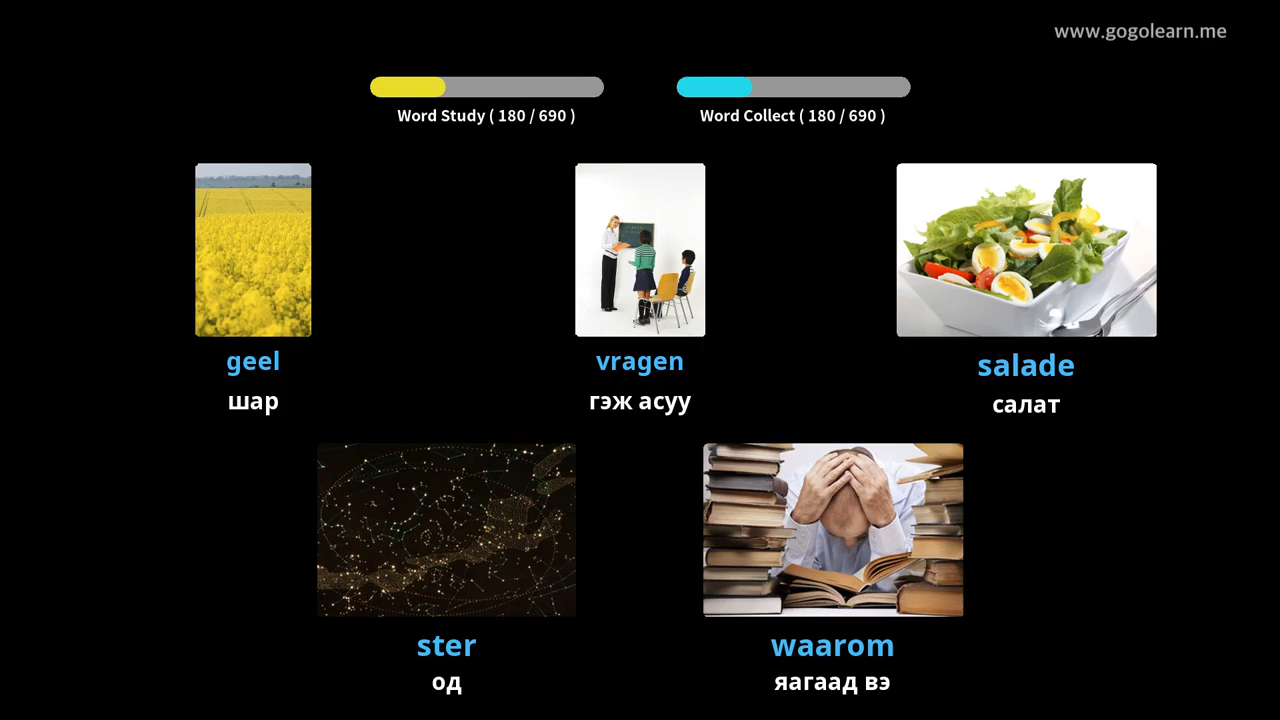 www.gogolearn.me
Word Study ( 180 / 690 )
Word Collect ( 180 / 690 )
geel
шар
vragen
гэж асуу
salade
салат
ster
од
waarom
яагаад вэ